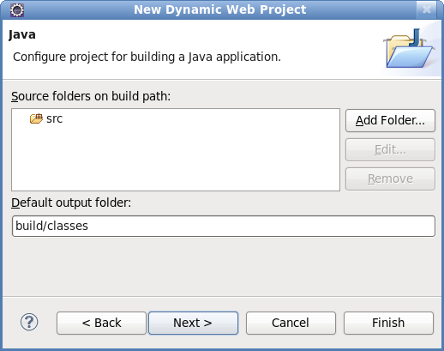 New Dynamic Web Project
Java
Configure project for building a Java application.
Source folders on build path:
src
Add Folder...
Edit...
Remove
Default output folder:
build/classes
? < Back Next > Cancel Finish